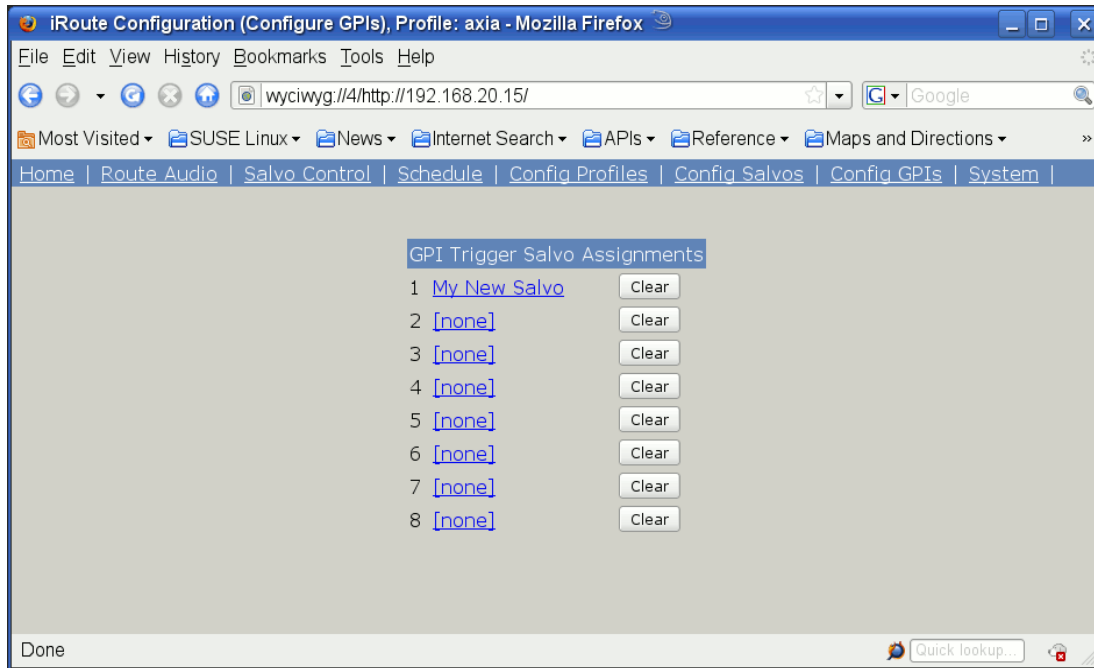 iRoute Configuration (Configure GPIs), Profile: axia - Mozilla Firefox
File Edit View History Bookmarks Tools Help
wyciwyg://4/http://192.168.20.15/ G Google
Most Visited SUSE Linux News Internet Search APIs Reference Maps and Directions »
Home | Route Audio | Salvo Control | Schedule | Config Profiles | Config Salvos | Config GPIs | System |
GPI Trigger Salvo Assignments
1 My New Salvo Clear
2 [none] Clear
3 [none] Clear
4 [none] Clear
5 [none] Clear
6 [none] Clear
7 [none] Clear
8 [none] Clear
Done Quick lookup...